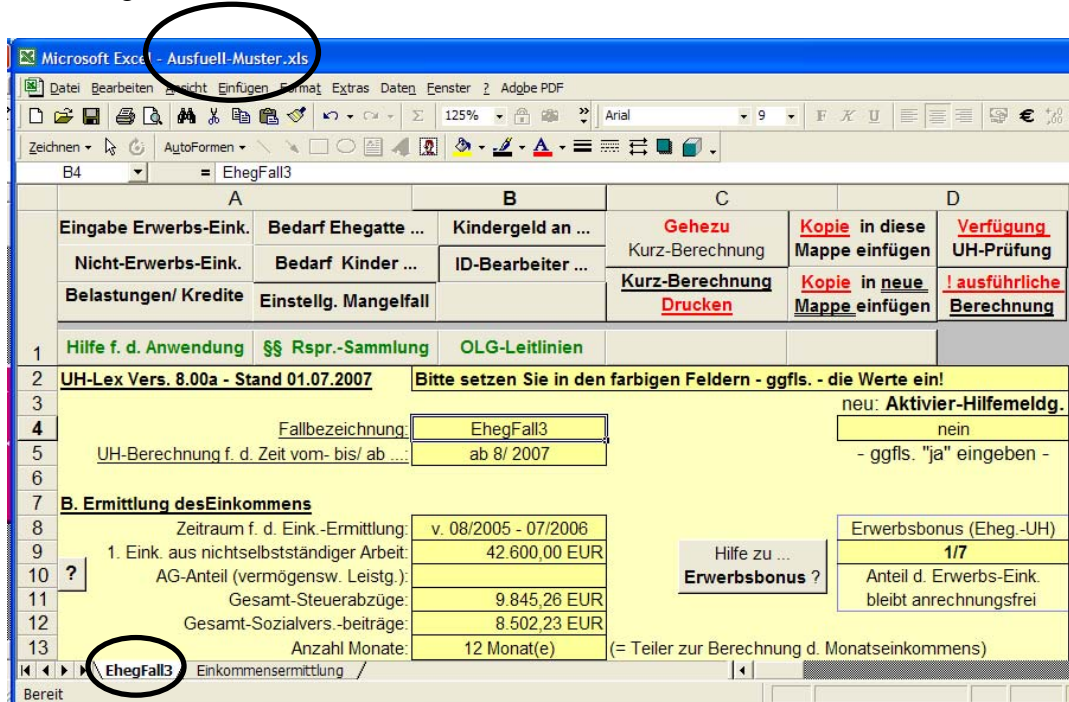 Microsoft Excel - Ausfuell-Muster.xls
Datei Bearbeiten Ansicht Einfügen Format Extras Daten Fenster ? Adobe PDF
125% Arial 9 F K U €
Zeichnen AutoFormen
B4 = EhegFall3
A B C D
Eingabe Erwerbs-Eink. Bedarf Ehegatte ... Kindergeld an ... Gehezu Kurz-Berechnung Kopie in diese Mappe einfügen Verfügung UH-Prüfung
Nicht-Erwerbs-Eink. Bedarf Kinder ... ID-Bearbeiter ...
Belastungen/ Kredite Einstellg. Mangelfall Kurz-Berechnung Drucken Kopie in neue Mappe einfügen ! ausführliche Berechnung
1 Hilfe f. d. Anwendung §§ Rspr.-Sammlung OLG-Leitlinien
2 UH-Lex Vers. 8.00a - Stand 01.07.2007 Bitte setzen Sie in den farbigen Feldern - ggfls. - die Werte ein!
3 neu: Aktivier-Hilfemeldg.
4 Fallbezeichnung: EhegFall3 nein
5 UH-Berechnung f. d. Zeit vom- bis/ ab ...: ab 8/ 2007 - ggfls. "ja" eingeben -
6
7 B. Ermittlung desEinkommens
8 Zeitraum f. d. Eink.-Ermittlung: v. 08/2005 - 07/2006 Erwerbsbonus (Eheg.-UH)
9 1. Eink. aus nichtselbstständiger Arbeit: 42.600,00 EUR Hilfe zu ... 1/7
10 ? AG-Anteil (vermögensw. Leistg.): Erwerbsbonus ? Anteil d. Erwerbs-Eink.
11 Gesamt-Steuerabzüge: 9.845,26 EUR bleibt anrechnungsfrei
12 Gesamt-Sozialvers.-beiträge: 8.502,23 EUR
13 Anzahl Monate: 12 Monat(e) (= Teiler zur Berechnung d. Monatseinkommens)
EhegFall3 Einkommensermittlung
Bereit